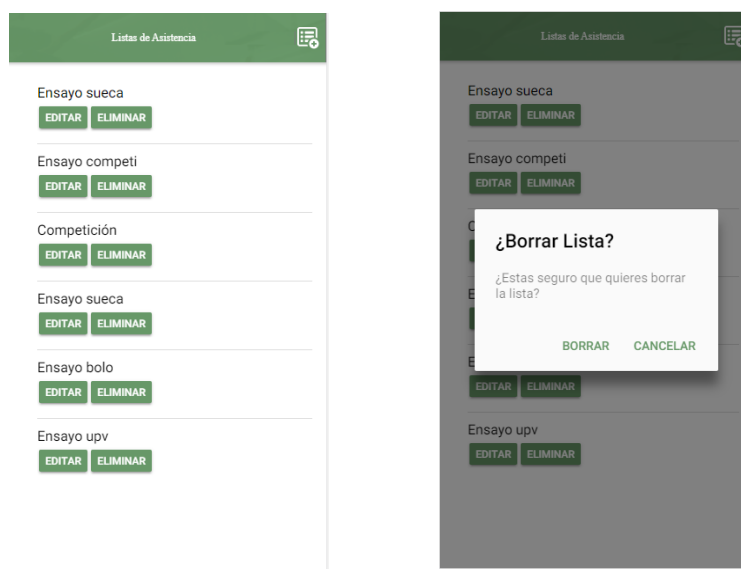 Listas de Asistencia
Ensayo sueca
EDITAR ELIMINAR
Ensayo competi
EDITAR ELIMINAR
Competición
EDITAR ELIMINAR
Ensayo sueca
EDITAR ELIMINAR
Ensayo bolo
EDITAR ELIMINAR
Ensayo upv
EDITAR ELIMINAR
Listas de Asistencia
Ensayo sueca
EDITAR ELIMINAR
Ensayo competi
EDITAR ELIMINAR
¿Borrar Lista?
¿Estas seguro que quieres borrar
la lista?
BORRAR CANCELAR
EDITAR ELIMINAR
Ensayo upv
EDITAR ELIMINAR